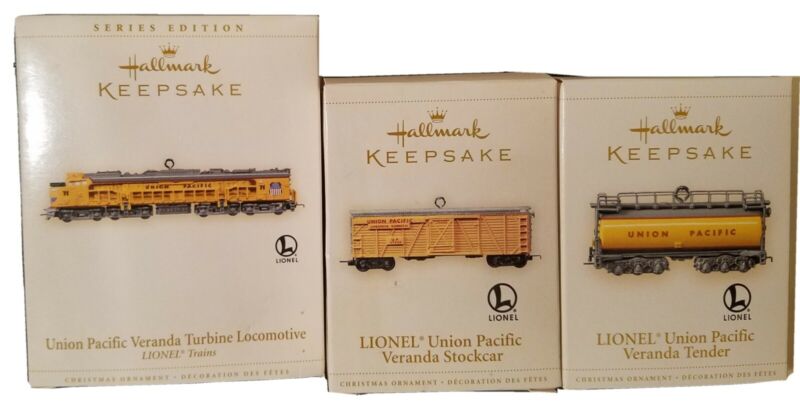 SERIES EDITION
Hallmark
KEEPSAKE
UNION PACIFIC
LIONEL
Union Pacific Veranda Turbine Locomotive
LIONEL® Trains
CHRISTMAS ORNAMENT • DÉCORATION DES FÊTES
Hallmark
KEEPSAKE
UNION PACIFIC
LIONEL
LIONEL® Union Pacific
Veranda Stockcar
CHRISTMAS ORNAMENT • DÉCORATION DES FÊTES
Hallmark
KEEPSAKE
UNION PACIFIC
LIONEL
LIONEL® Union Pacific
Veranda Tender
CHRISTMAS ORNAMENT • DÉCORATION DES FÊTES